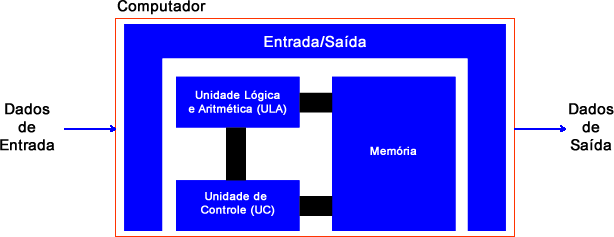 Computador
Entrada/Saída
Dados
de
Entrada
Unidade Lógica
e Aritmética (ULA)
Memória
Unidade de
Controle (UC)
Dados
de
Saída